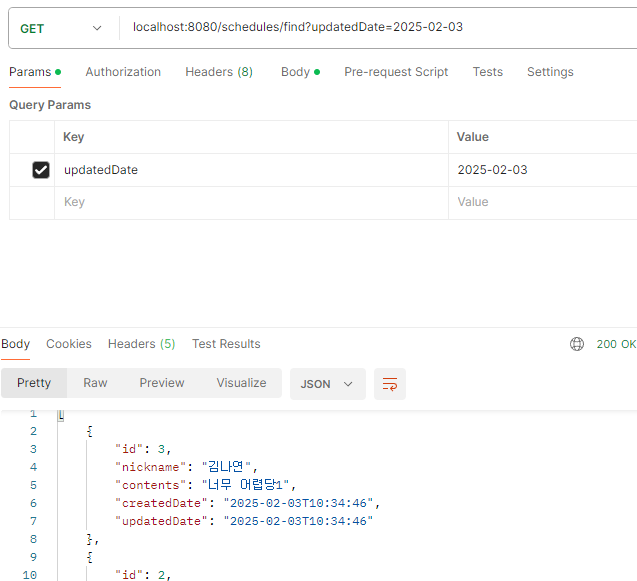 GET localhost:8080/schedules/find?updatedDate=2025-02-03
Params Authorization Headers (8) Body Pre-request Script Tests Settings
Query Params
Key Value
updatedDate 2025-02-03
Key Value
Body Cookies Headers (5) Test Results 200 OK
Pretty Raw Preview Visualize JSON
1 [
2 {
3 "id": 3,
4 "nickname": "김나연",
5 "contents": "너무 어렵당1",
6 "createdDate": "2025-02-03T10:34:46",
7 "updatedDate": "2025-02-03T10:34:46"
8 },
9 {
10 "id": 2,